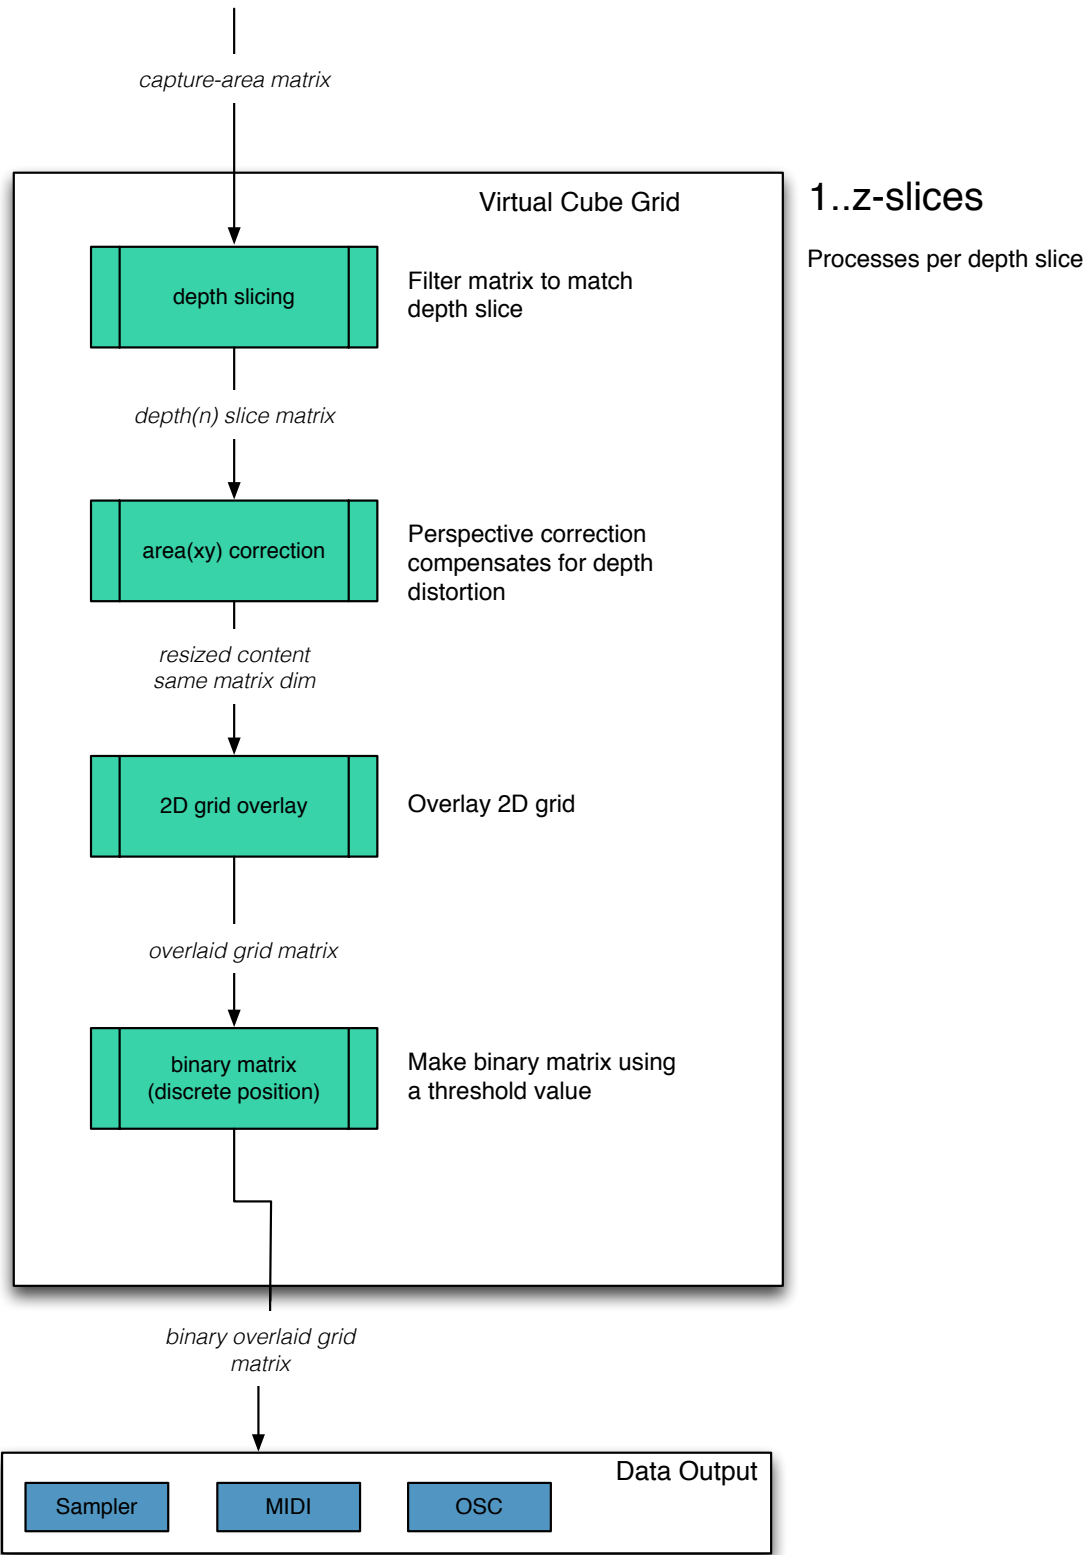 capture-area matrix
Virtual Cube Grid
1..z-slices
Processes per depth slice
depth slicing
Filter matrix to match
depth slice
depth(n) slice matrix
area(xy) correction
Perspective correction
compensates for depth
distortion
resized content
same matrix dim
2D grid overlay
Overlay 2D grid
overlaid grid matrix
binary matrix
(discrete position)
Make binary matrix using
a threshold value
binary overlaid grid
matrix
Data Output
Sampler
MIDI
OSC